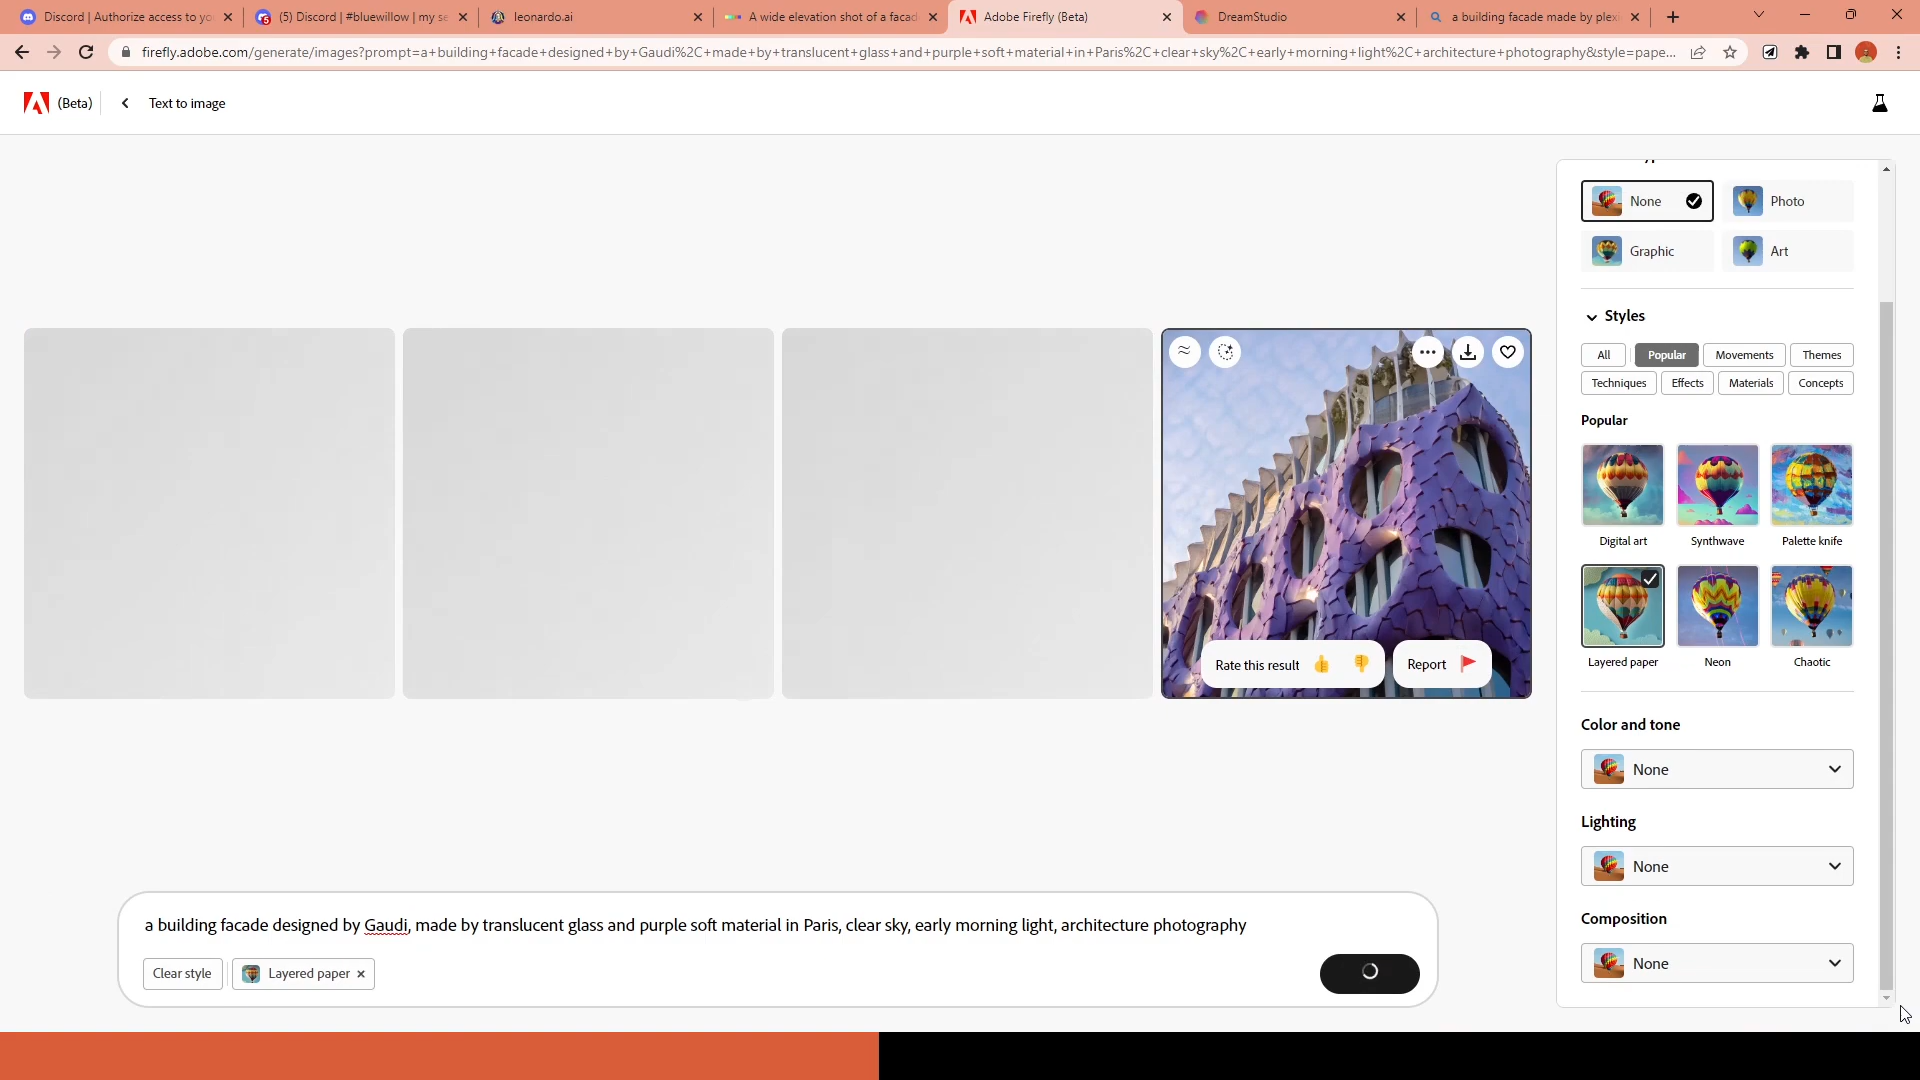 Discord | Authorize access to yo
(5) Discord | #bluewillow | my se
leonardo.ai
A wide elevation shot of a facad
Adobe Firefly (Beta)
DreamStudio
a building facade made by plexi
firefly.adobe.com/generate/images?prompt=a+building+facade+designed+by+Gaudi%2C+made+by+translucent+glass+and+purple+soft+material+in+Paris%2C+clear+sky%2C+early+morning+light%2C+architecture+photography&style=pape...
(Beta)
Text to image
None
Photo
Graphic
Art
Styles
All
Popular
Movements
Themes
Techniques
Effects
Materials
Concepts
Popular
Digital art
Synthwave
Palette knife
Layered paper
Neon
Chaotic
Rate this result
Report
Color and tone
None
Lighting
None
Composition
None
a building facade designed by Gaudi, made by translucent glass and purple soft material in Paris, clear sky, early morning light, architecture photography
Clear style
Layered paper